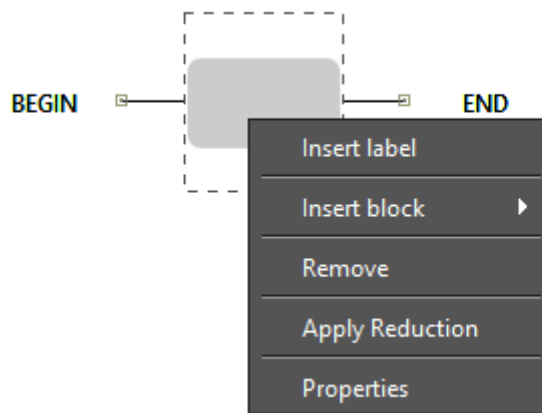 BEGIN
END
Insert label
Insert block
Remove
Apply Reduction
Properties